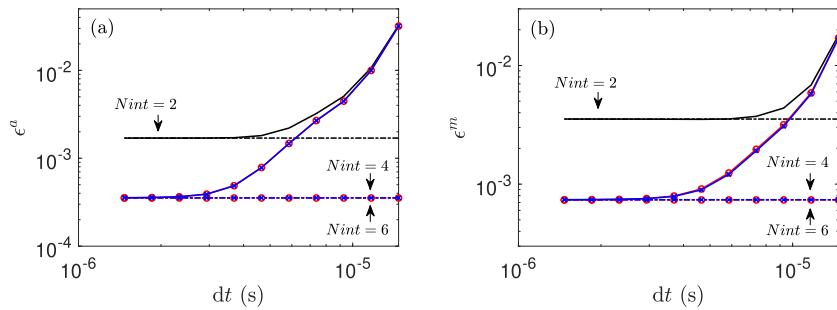 (a)
10^{-2}
10^{-3}
10^{-4}
ϵ^a
Nint = 2
Nint = 4
Nint = 6
10^{-6}
10^{-5}
dt (s)
(b)
10^{-2}
10^{-3}
ϵ^m
Nint = 2
Nint = 4
Nint = 6
10^{-6}
10^{-5}
dt (s)